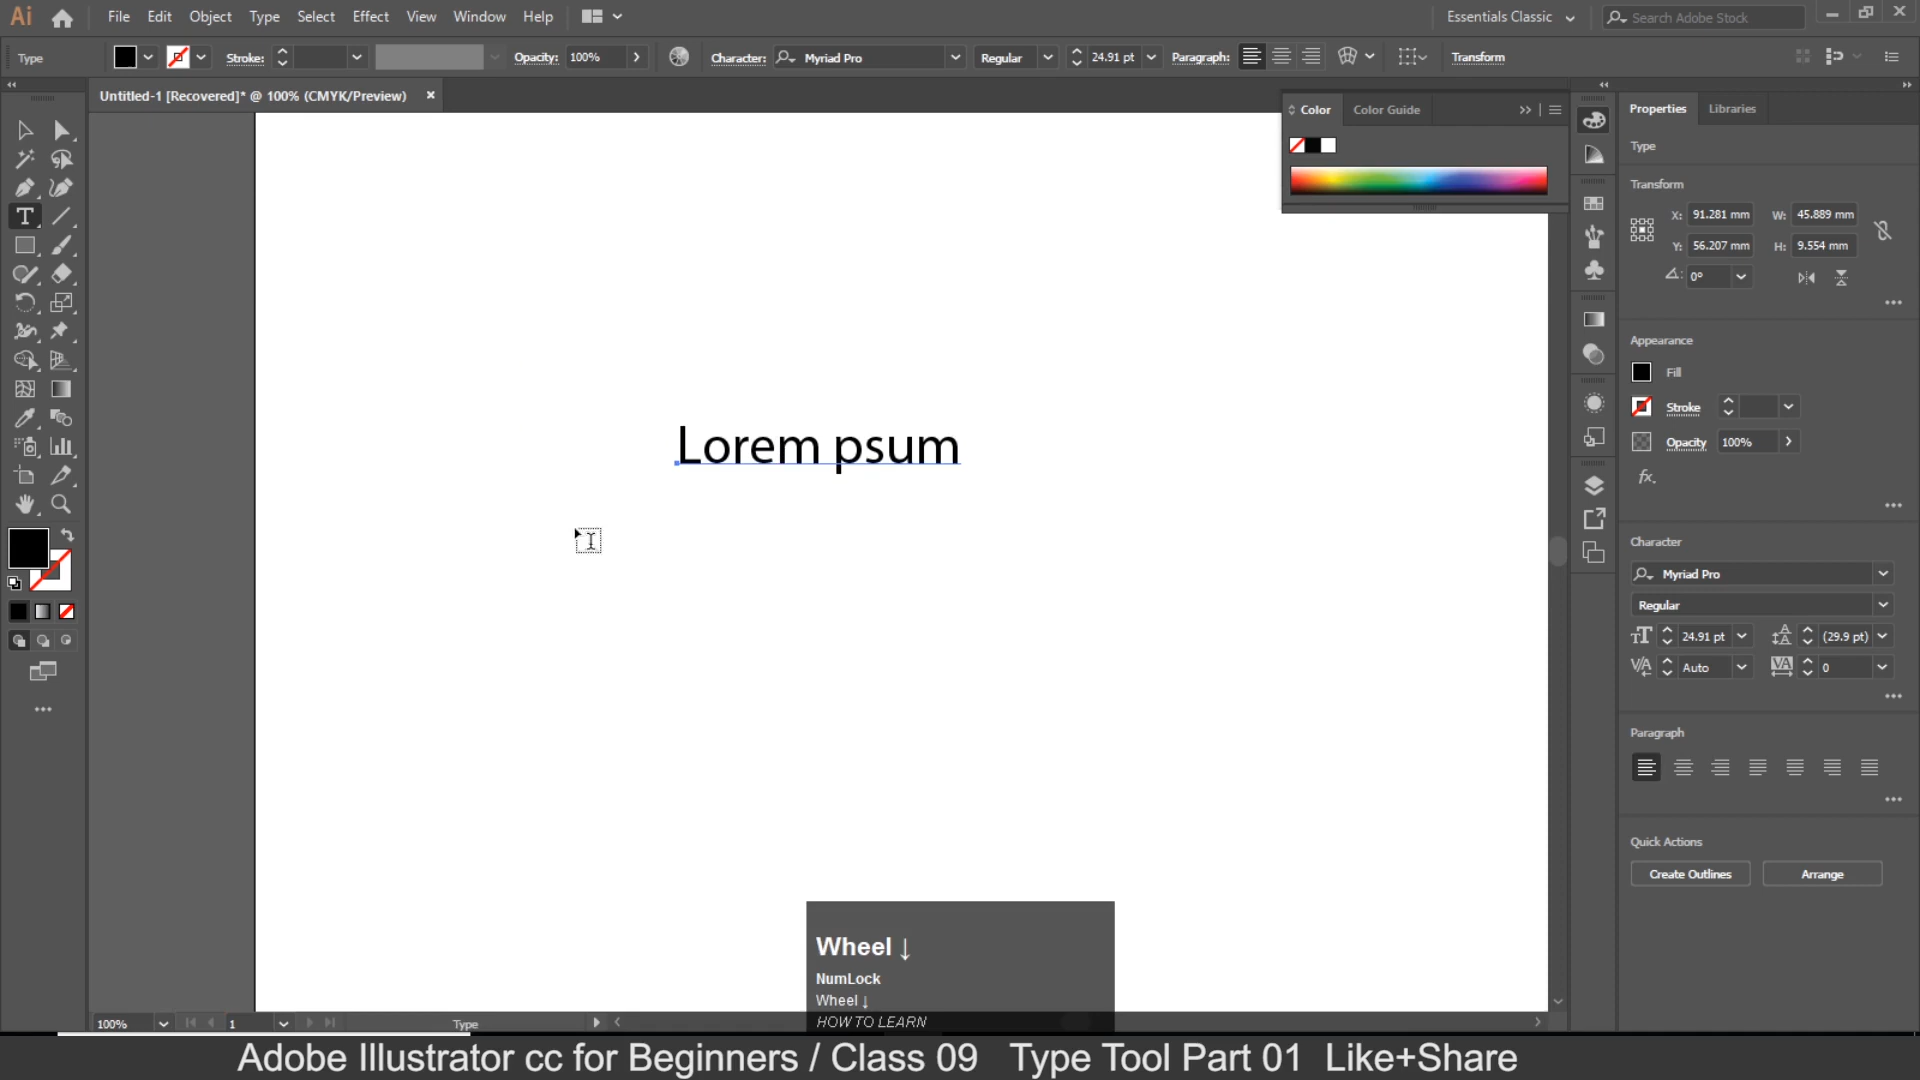 Ai File Edit Object Type Select Effect View Window Help Essentials Classic Search Adobe Stock
Type Stroke: Opacity: 100% Character: Myriad Pro Regular 24.91 pt Paragraph: Transform
Untitled-1 [Recovered]* @ 100% (CMYK/Preview) ×
Color Color Guide
Properties Libraries
Type
Transform
X: 91.281 mm W: 45.889 mm
Y: 56.207 mm H: 9.554 mm
0°
Appearance
Fill
Stroke
Opacity 100%
fx.
Lorem psum
Character
Myriad Pro
Regular
24.91 pt (29.9 pt)
Auto 0
Paragraph
Quick Actions
Create Outlines Arrange
Wheel ↓
NumLock
Wheel ↓
HOW TO LEARN
100% 1 Type
Adobe Illustrator cc for Beginners / Class 09 Type Tool Part 01 Like+Share